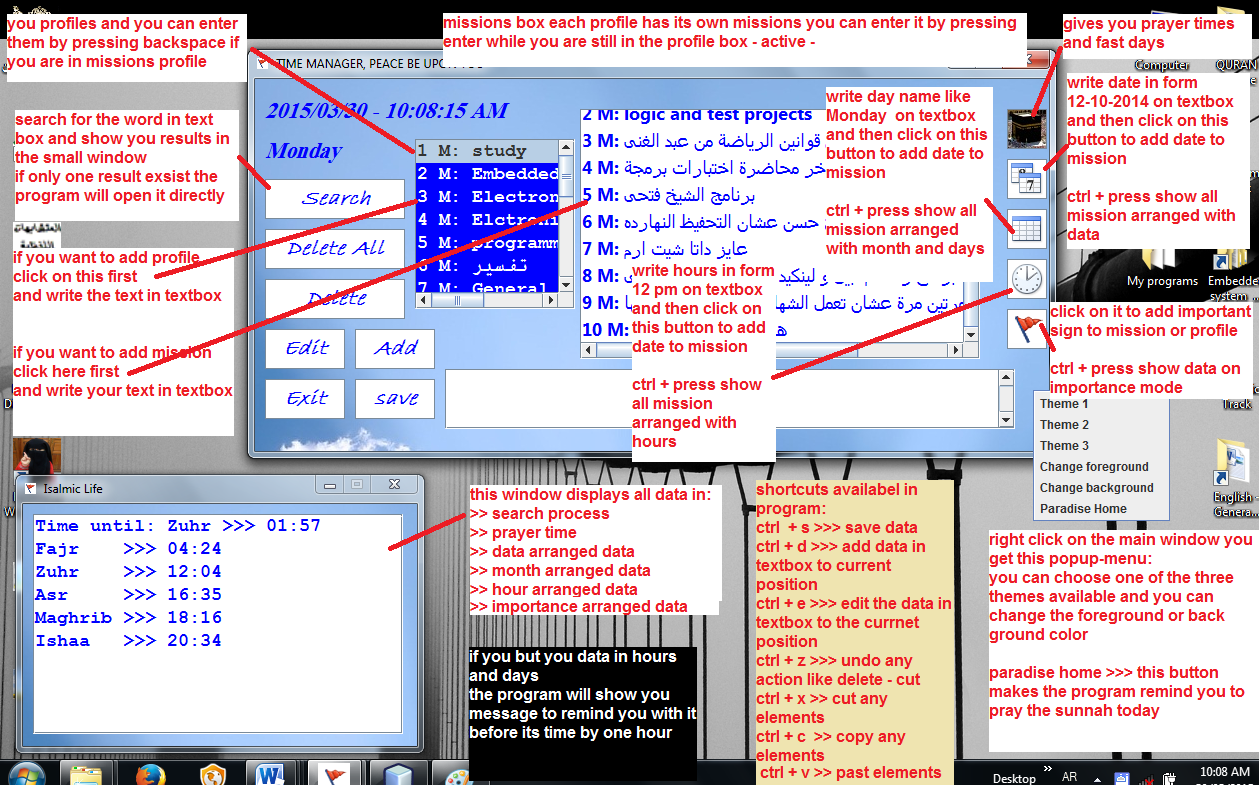 you profiles and you can enter
them by pressing backspace if
you are in missions profile
missions box each profile has its own missions you can enter it by pressing
enter while you are still in the profile box - active -
gives you prayer times
and fast days
Computer
QURAN
TIME MANAGER, PEACE BE UPON YOU
2015/03/30 - 10:08:15 AM
Monday
search for the word in text
box and show you results in
the small window
if only one result exsist the
program will open it directly
Search
Delete All
Delete
Edit
Add
Exit
save
1 M: study
2 M: Embedded
3 M: Electron
4 M: Elctroni
5 M: programm
6 M: تفسير
7 M: General
2 M: logic and test projects
3 M: قوانين الرياضة من عبد الغنى
4 M: خر محاضرة اختبارات برمجة
5 M: برنامج الشيخ فتحى
6 M: حسن عشان التحفيظ النهارده
7 M: عايز داتا شيت ارم
8 M:
9 M: مرتين مرة عشان تعمل الشها
10 M:
write day name like
Monday on textbox
and then click on this
button to add date to
mission
ctrl + press show all
mission arranged
with month and days
write date in form
12-10-2014 on textbox
and then click on this
button to add date to
mission
ctrl + press show all
mission arranged with
data
write hours in form
12 pm on textbox
and then click on
this button to add
date to mission
ctrl + press show
all mission
arranged with
hours
My programs
Embedde
system
if you want to add profile
click on this first
and write the text in textbox
if you want to add mission
click here first
and write your text in textbox
click on it to add important
sign to mission or profile
ctrl + press show data on
importance mode
Track
Theme 1
Theme 2
Theme 3
Change foreground
Change background
Paradise Home
English -
Genera...
Isalmic Life
Time until: Zuhr >>> 01:57
Fajr >>> 04:24
Zuhr >>> 12:04
Asr >>> 16:35
Maghrib >>> 18:16
Ishaa >>> 20:34
this window displays all data in:
>> search process
>> prayer time
>> data arranged data
>> month arranged data
>> hour arranged data
>> importance arranged data
if you but you data in hours
and days
the program will show you
message to remind you with it
before its time by one hour
shortcuts availabel in
program:
ctrl + s >>> save data
ctrl + d >>> add data in
textbox to current
position
ctrl + e >>> edit the data in
textbox to the currnet
position
ctrl + z >>> undo any
action like delete - cut
ctrl + x >> cut any
elements
ctrl + c >> copy any
elements
ctrl + v >> past elements
right click on the main window you
get this popup-menu:
you can choose one of the three
themes available and you can
change the foreground or back
ground color
paradise home >>> this button
makes the program remind you to
pray the sunnah today
Desktop
AR
10:08 AM